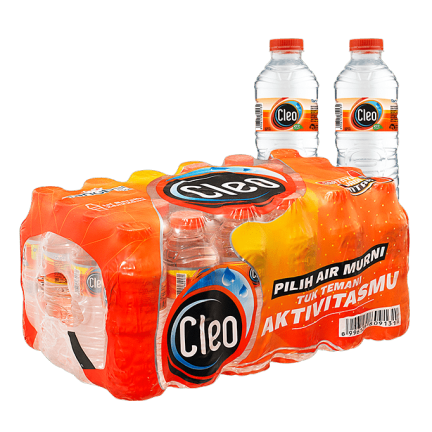 Cleo
Cleo
Cleo
PILIH AIR MURNI
TUK TEMANI
AKTIVITASMU
Cleo